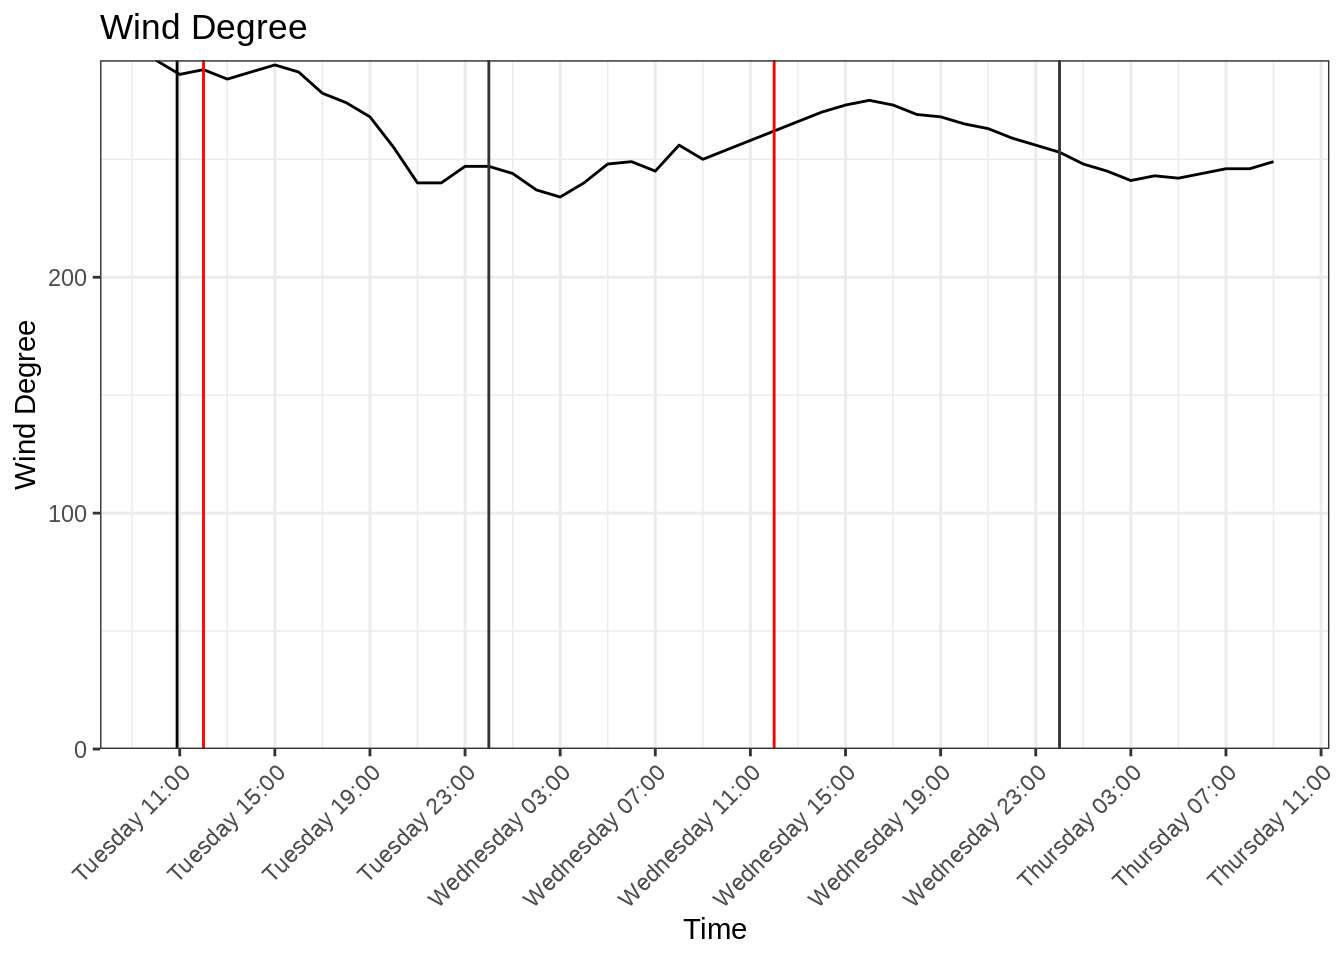 Wind Degree
Wind Degree
200
100
0
Tuesday 11:00
Tuesday 15:00
Tuesday 19:00
Tuesday 23:00
Wednesday 03:00
Wednesday 07:00
Wednesday 11:00
Wednesday 15:00
Wednesday 19:00
Wednesday 23:00
Thursday 03:00
Thursday 07:00
Thursday 11:00
Time